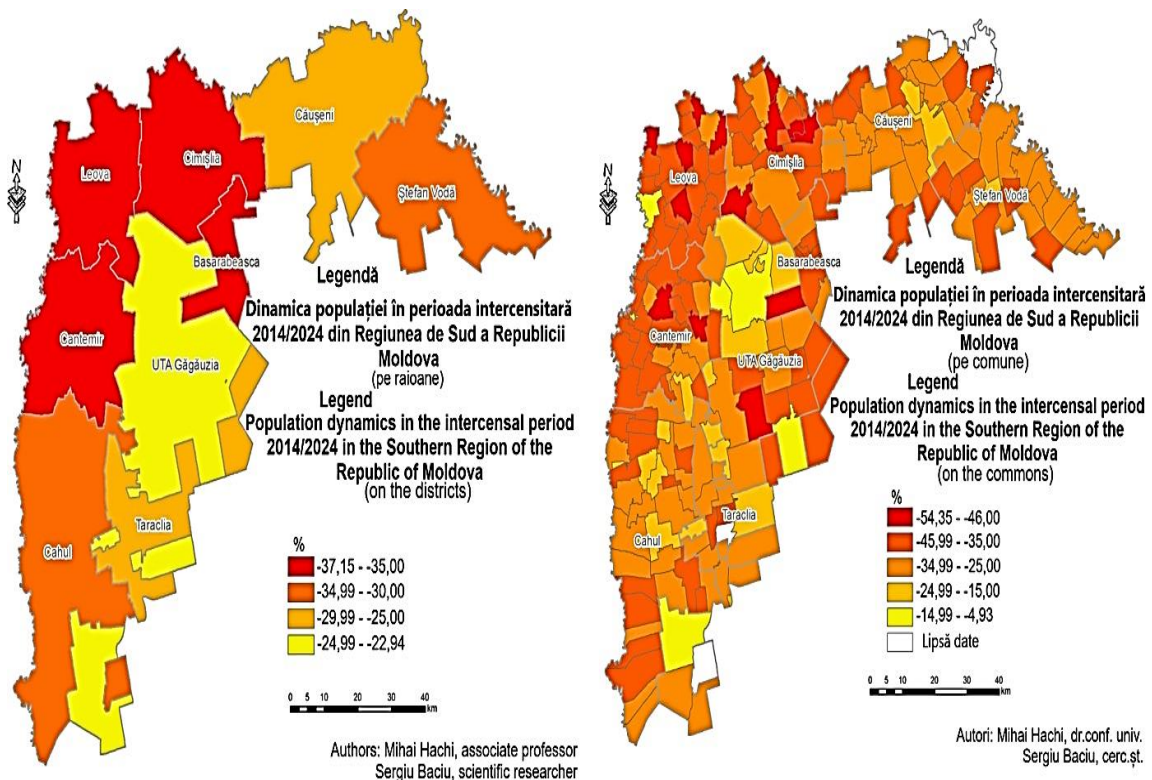 N
Leova
Cimișlia
Căușeni
Ștefan Vodă
Basarabeasca
Cantemir
UTA Găgăuzia
Taraclia
Cahul
Legendă
Dinamica populației în perioada intercensitară
2014/2024 din Regiunea de Sud a Republicii
Moldova
(pe raioane)
Legend
Population dynamics in the intercensal period
2014/2024 in the Southern Region of the
Republic of Moldova
(on the districts)
%
-37,15 - -35,00
-34,99 - -30,00
-29,99 - -25,00
-24,99 - -22,94
0 5 10 20 30 40
km
Authors: Mihai Hachi, associate professor
Sergiu Baciu, scientific researcher
N
Leova
Cimișlia
Căușeni
Ștefan Vodă
Basarabeasca
Cantemir
UTA Găgăuzia
Taraclia
Cahul
Legendă
Dinamica populației în perioada intercensitară
2014/2024 din Regiunea de Sud a Republicii
Moldova
(pe comune)
Legend
Population dynamics in the intercensal period
2014/2024 in the Southern Region of the
Republic of Moldova
(on the commons)
%
-54,35 - -46,00
-45,99 - -35,00
-34,99 - -25,00
-24,99 - -15,00
-14,99 - -4,93
Lipsă date
0 5 10 20 30 40
km
Autori: Mihai Hachi, dr.conf. univ.
Sergiu Baciu, cerc.șt.